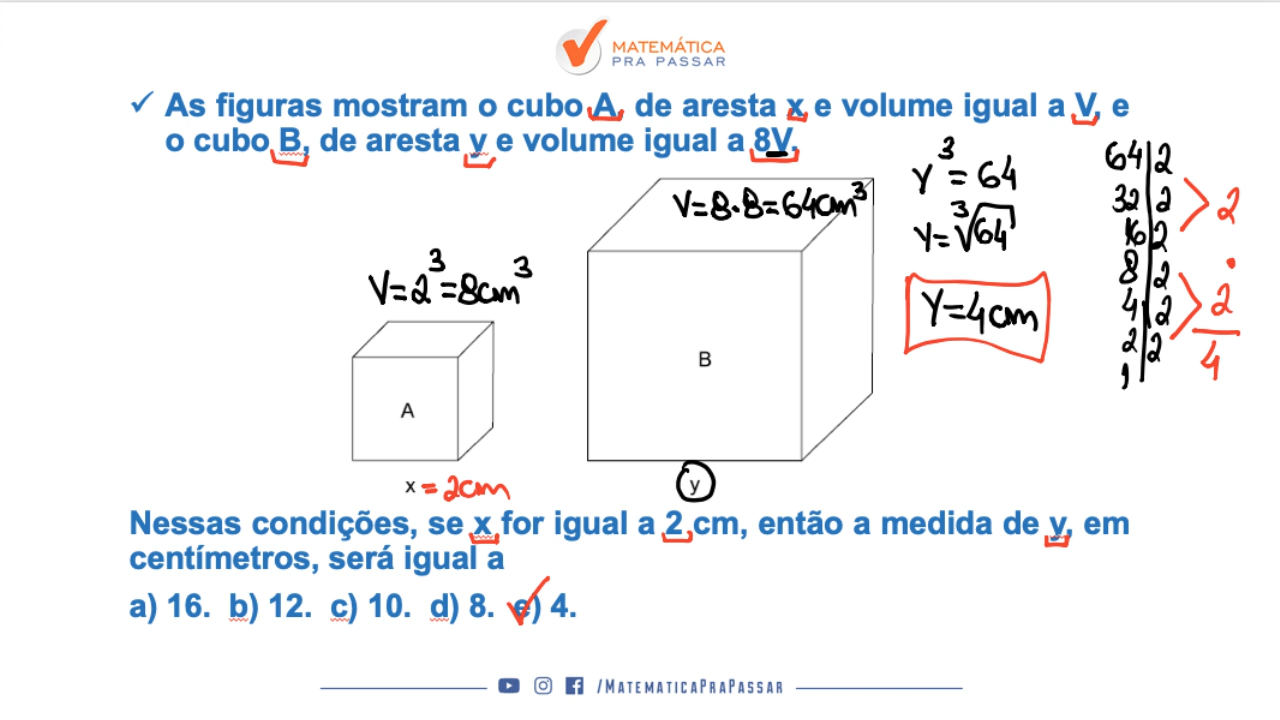 MATEMÁTICA
PRA PASSAR
✓ As figuras mostram o cubo A, de aresta x e volume igual a V, e
o cubo B, de aresta y e volume igual a 8V.
V=8.8=64cm³
y³=64
y=∛64
Y=4cm
64|2
32|2 >2
16|2
8|2
4|2 >2
2|2
1
4
V=2³=8cm³
A
B
x = 2cm
y
Nessas condições, se x for igual a 2 cm, então a medida de y, em
centímetros, será igual a
a) 16. b) 12. c) 10. d) 8. e) 4.
/MATEMATICAPRAPASSAR